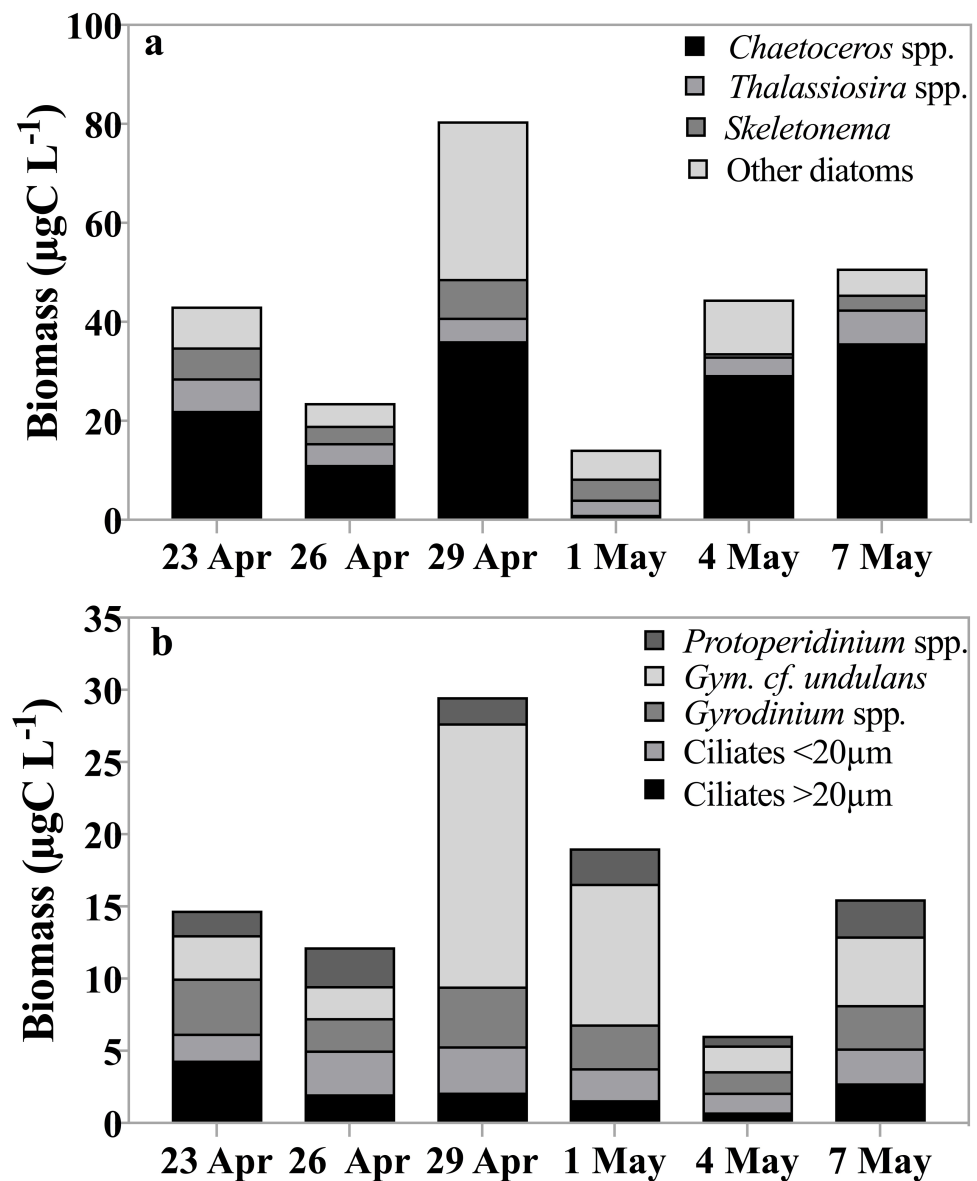 100
a
Chaetoceros spp.
Thalassiosira spp.
80
Skeletonema
Other diatoms
60
40
20
0
Biomass (µgC L-1)
23 Apr 26 Apr 29 Apr 1 May 4 May 7 May
35
b
Protoperidinium spp.
Gym. cf. undulans
30
Gyrodinium spp.
25
Ciliates <20µm
Ciliates >20µm
20
15
10
5
0
Biomass (µgC L-1)
23 Apr 26 Apr 29 Apr 1 May 4 May 7 May